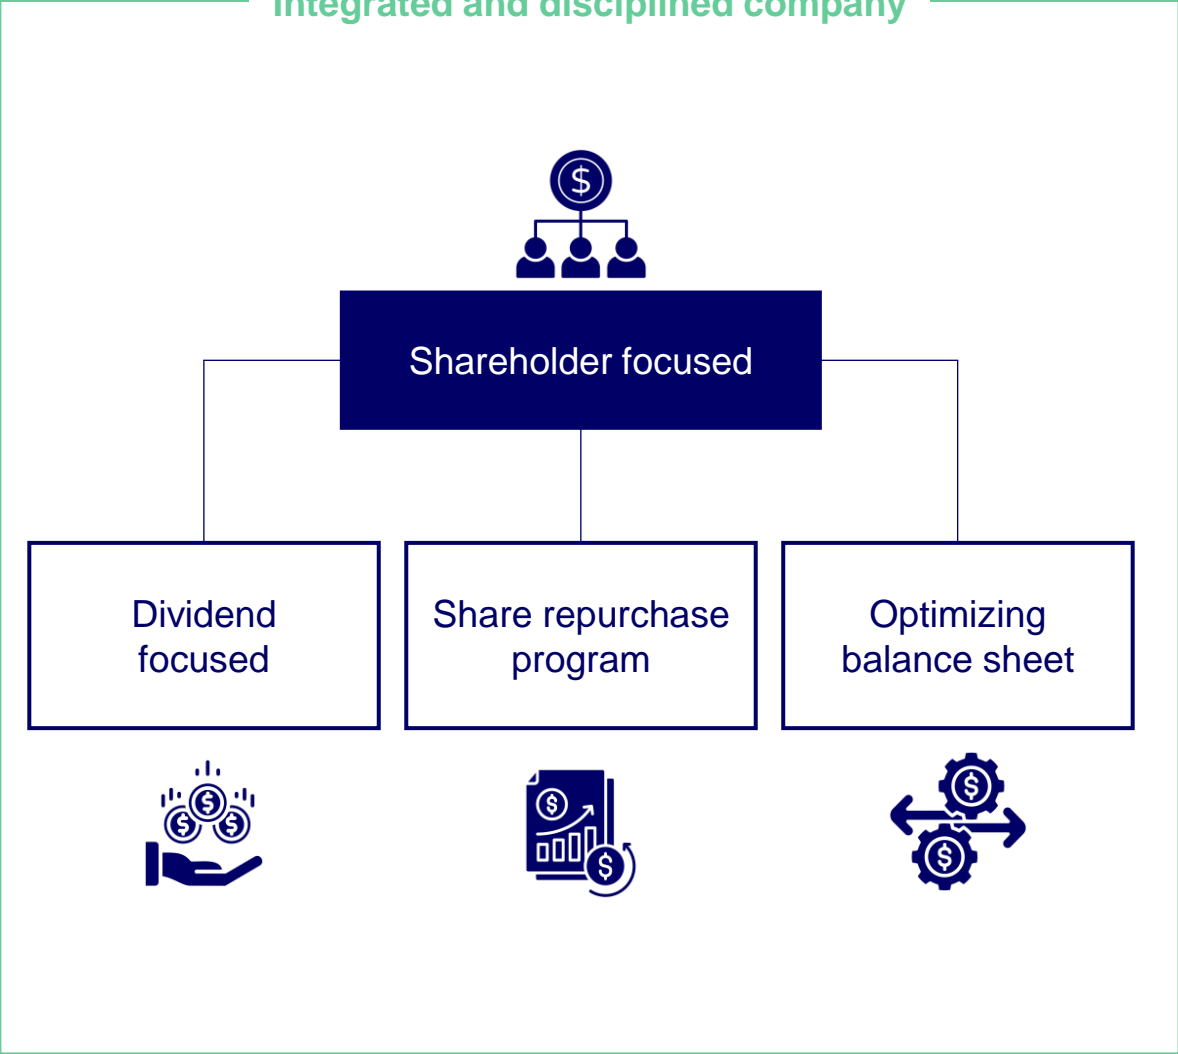 Integrated and disciplined company
$
Shareholder focused
Dividend
focused
Share repurchase
program
Optimizing
balance sheet
$
$ $
$
$
$
$